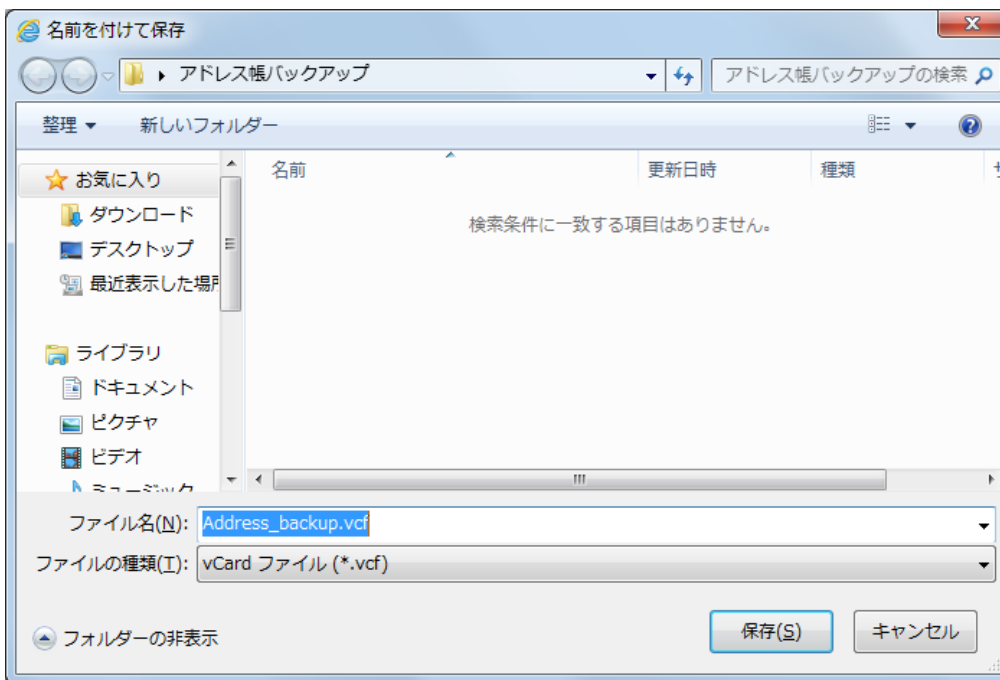 名前を付けて保存
アドレス帳バックアップ
アドレス帳バックアップの検索
整理
新しいフォルダー
名前
更新日時
種類
お気に入り
ダウンロード
デスクトップ
最近表示した場所
検索条件に一致する項目はありません。
ライブラリ
ドキュメント
ピクチャ
ビデオ
ミュージック
ファイル名(N):
Address_backup.vcf
ファイルの種類(T):
vCard ファイル (*.vcf)
フォルダーの非表示
保存(S)
キャンセル